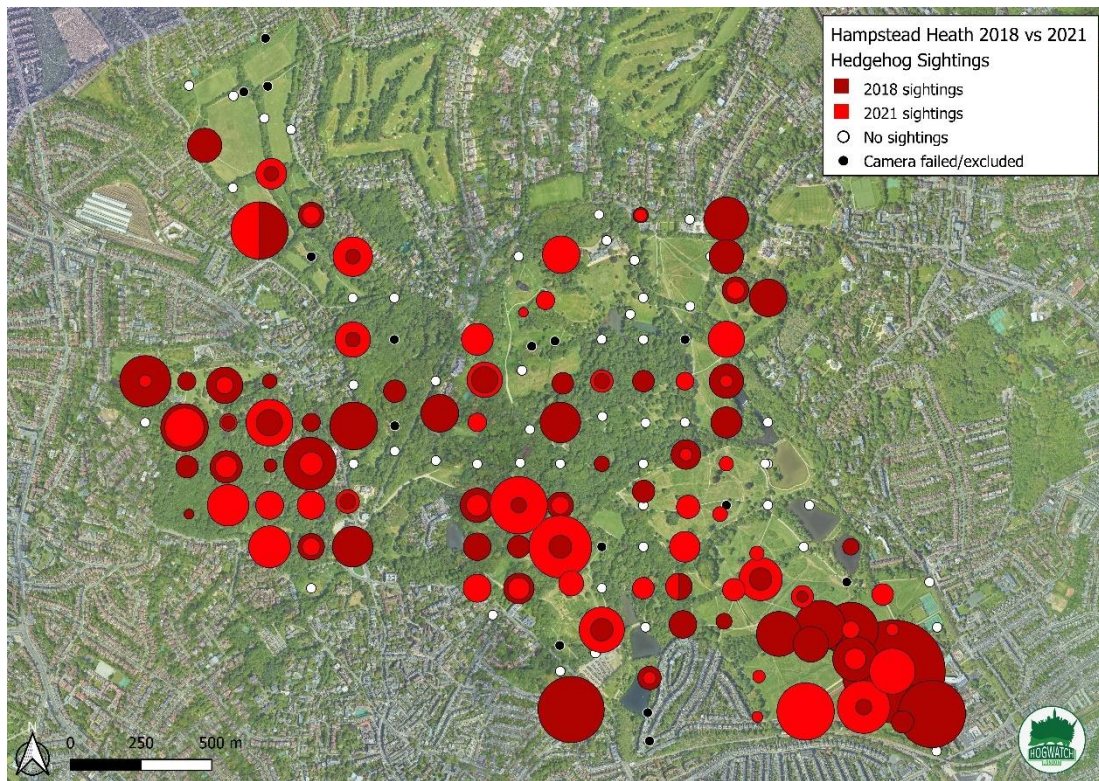 Hampstead Heath 2018 vs 2021
Hedgehog Sightings
2018 sightings
2021 sightings
No sightings
Camera failed/excluded
N
0 250 500 m
HOGWATCH